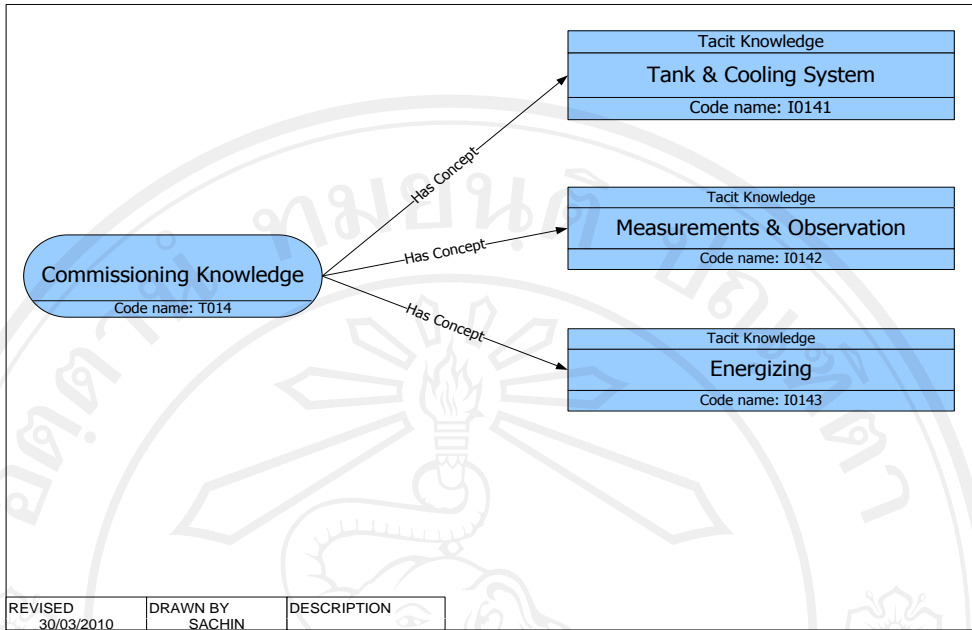 Tacit Knowledge
Tank & Cooling System
Code name: I0141
Has Concept
Tacit Knowledge
Measurements & Observation
Code name: I0142
Has Concept
Commissioning Knowledge
Code name: T014
Has Concept
Tacit Knowledge
Energizing
Code name: I0143
REVISED
30/03/2010
DRAWN BY
SACHIN
DESCRIPTION